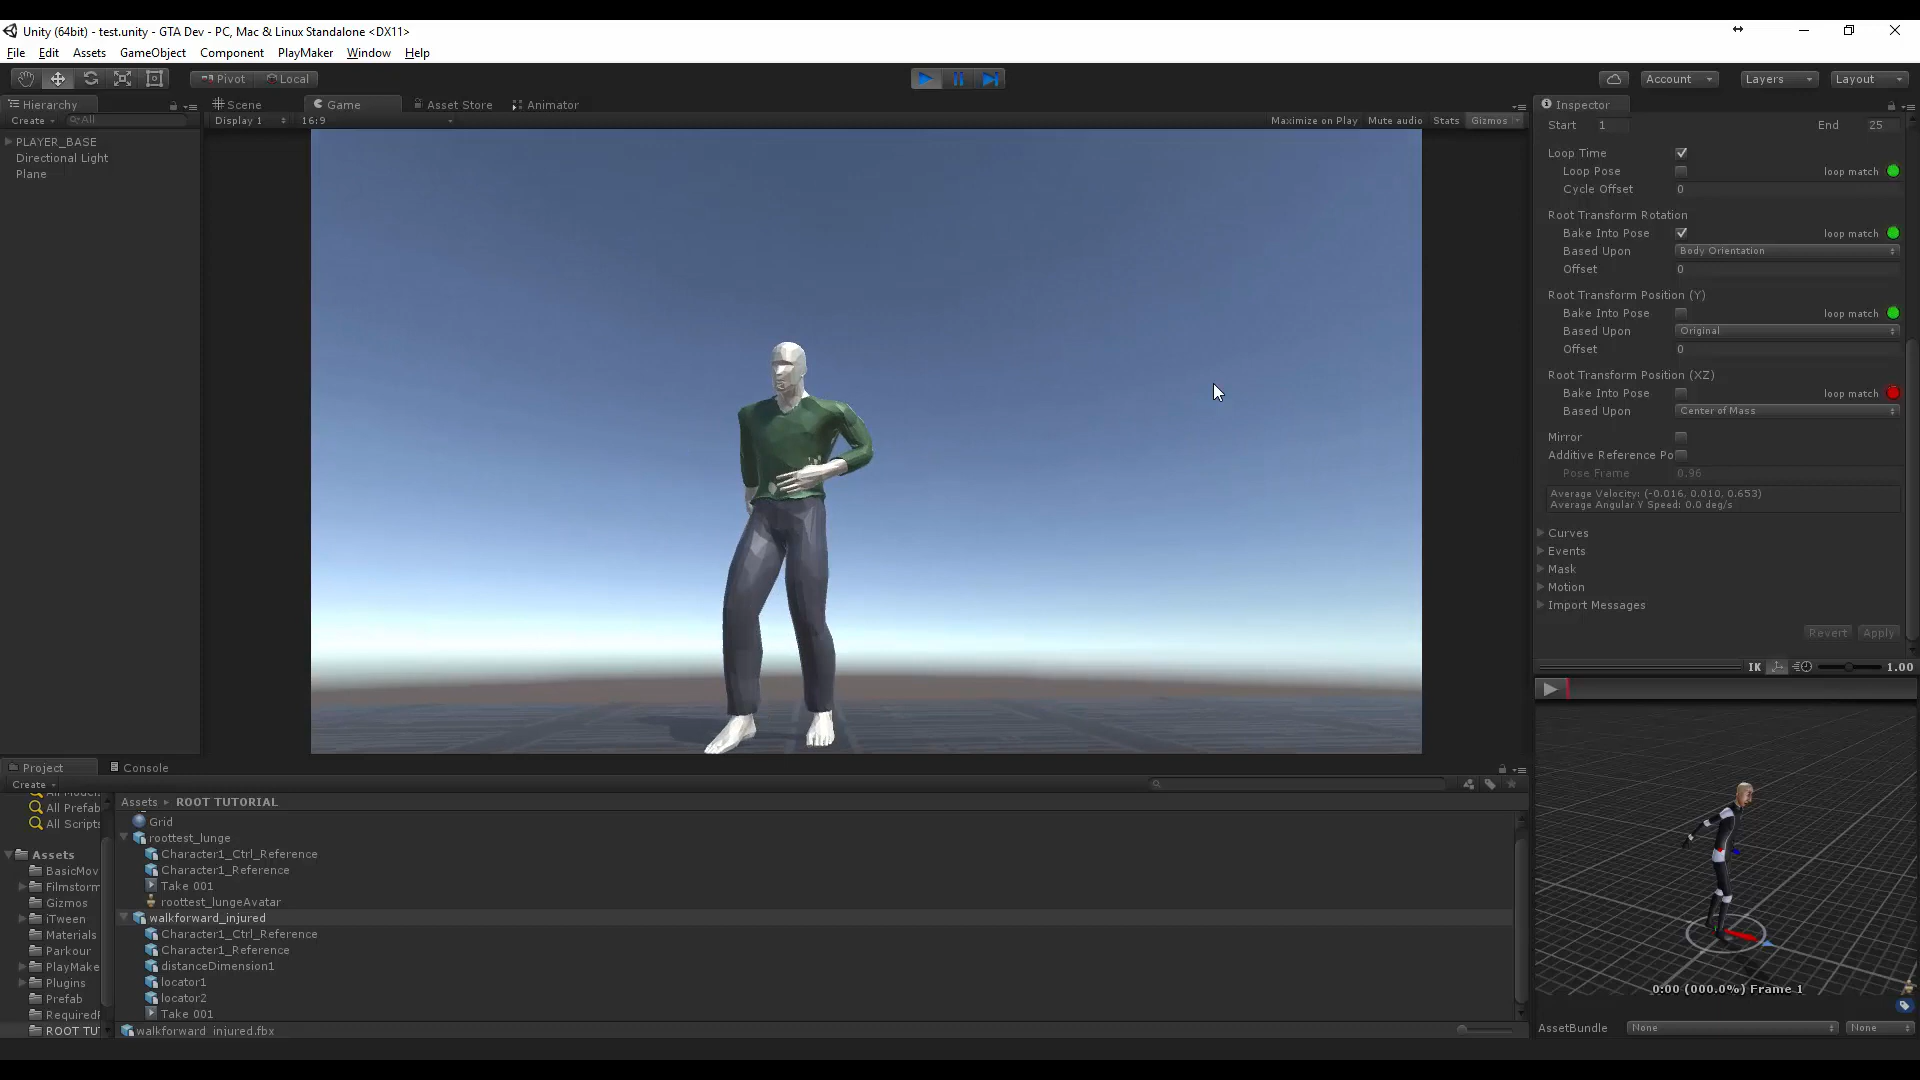 Unity (64bit) - test.unity - GTA Dev - PC, Mac & Linux Standalone <DX11>
File Edit Assets GameObject Component PlayMaker Window Help
Pivot Local Account Layers Layout
Hierarchy Scene Game Asset Store Animator Inspector
Create All Display 1 16:9 Maximize on Play Mute audio Stats Gizmos
Start 1 End 25
PLAYER_BASE
Directional Light
Plane
Loop Time
Loop Pose loop match
Cycle Offset 0
Root Transform Rotation
Bake Into Pose loop match
Based Upon Body Orientation
Offset 0
Root Transform Position (Y)
Bake Into Pose loop match
Based Upon Original
Offset 0
Root Transform Position (XZ)
Bake Into Pose loop match
Based Upon Center of Mass
Mirror
Additive Reference Po
Pose Frame 0.96
Average Velocity: (-0.016, 0.010, 0.653)
Average Angular Y Speed: 0.0 deg/s
Curves
Events
Mask
Motion
Import Messages
Revert Apply
IK 1.00
0:00 (000.0%) Frame 1
AssetBundle None None
Project Console
Create
All Prefab
All Scripts
Assets
BasicMov
Filmstorm
Gizmos
iTween
Materials
Parkour
PlayMake
Plugins
Prefab
RequiredF
ROOT TU
Assets ▸ ROOT TUTORIAL
Grid
roottest_lunge
Character1_Ctrl_Reference
Character1_Reference
Take 001
roottest_lungeAvatar
walkforward_injured
Character1_Ctrl_Reference
Character1_Reference
distanceDimension1
locator1
locator2
Take 001
walkforward_injured.fbx